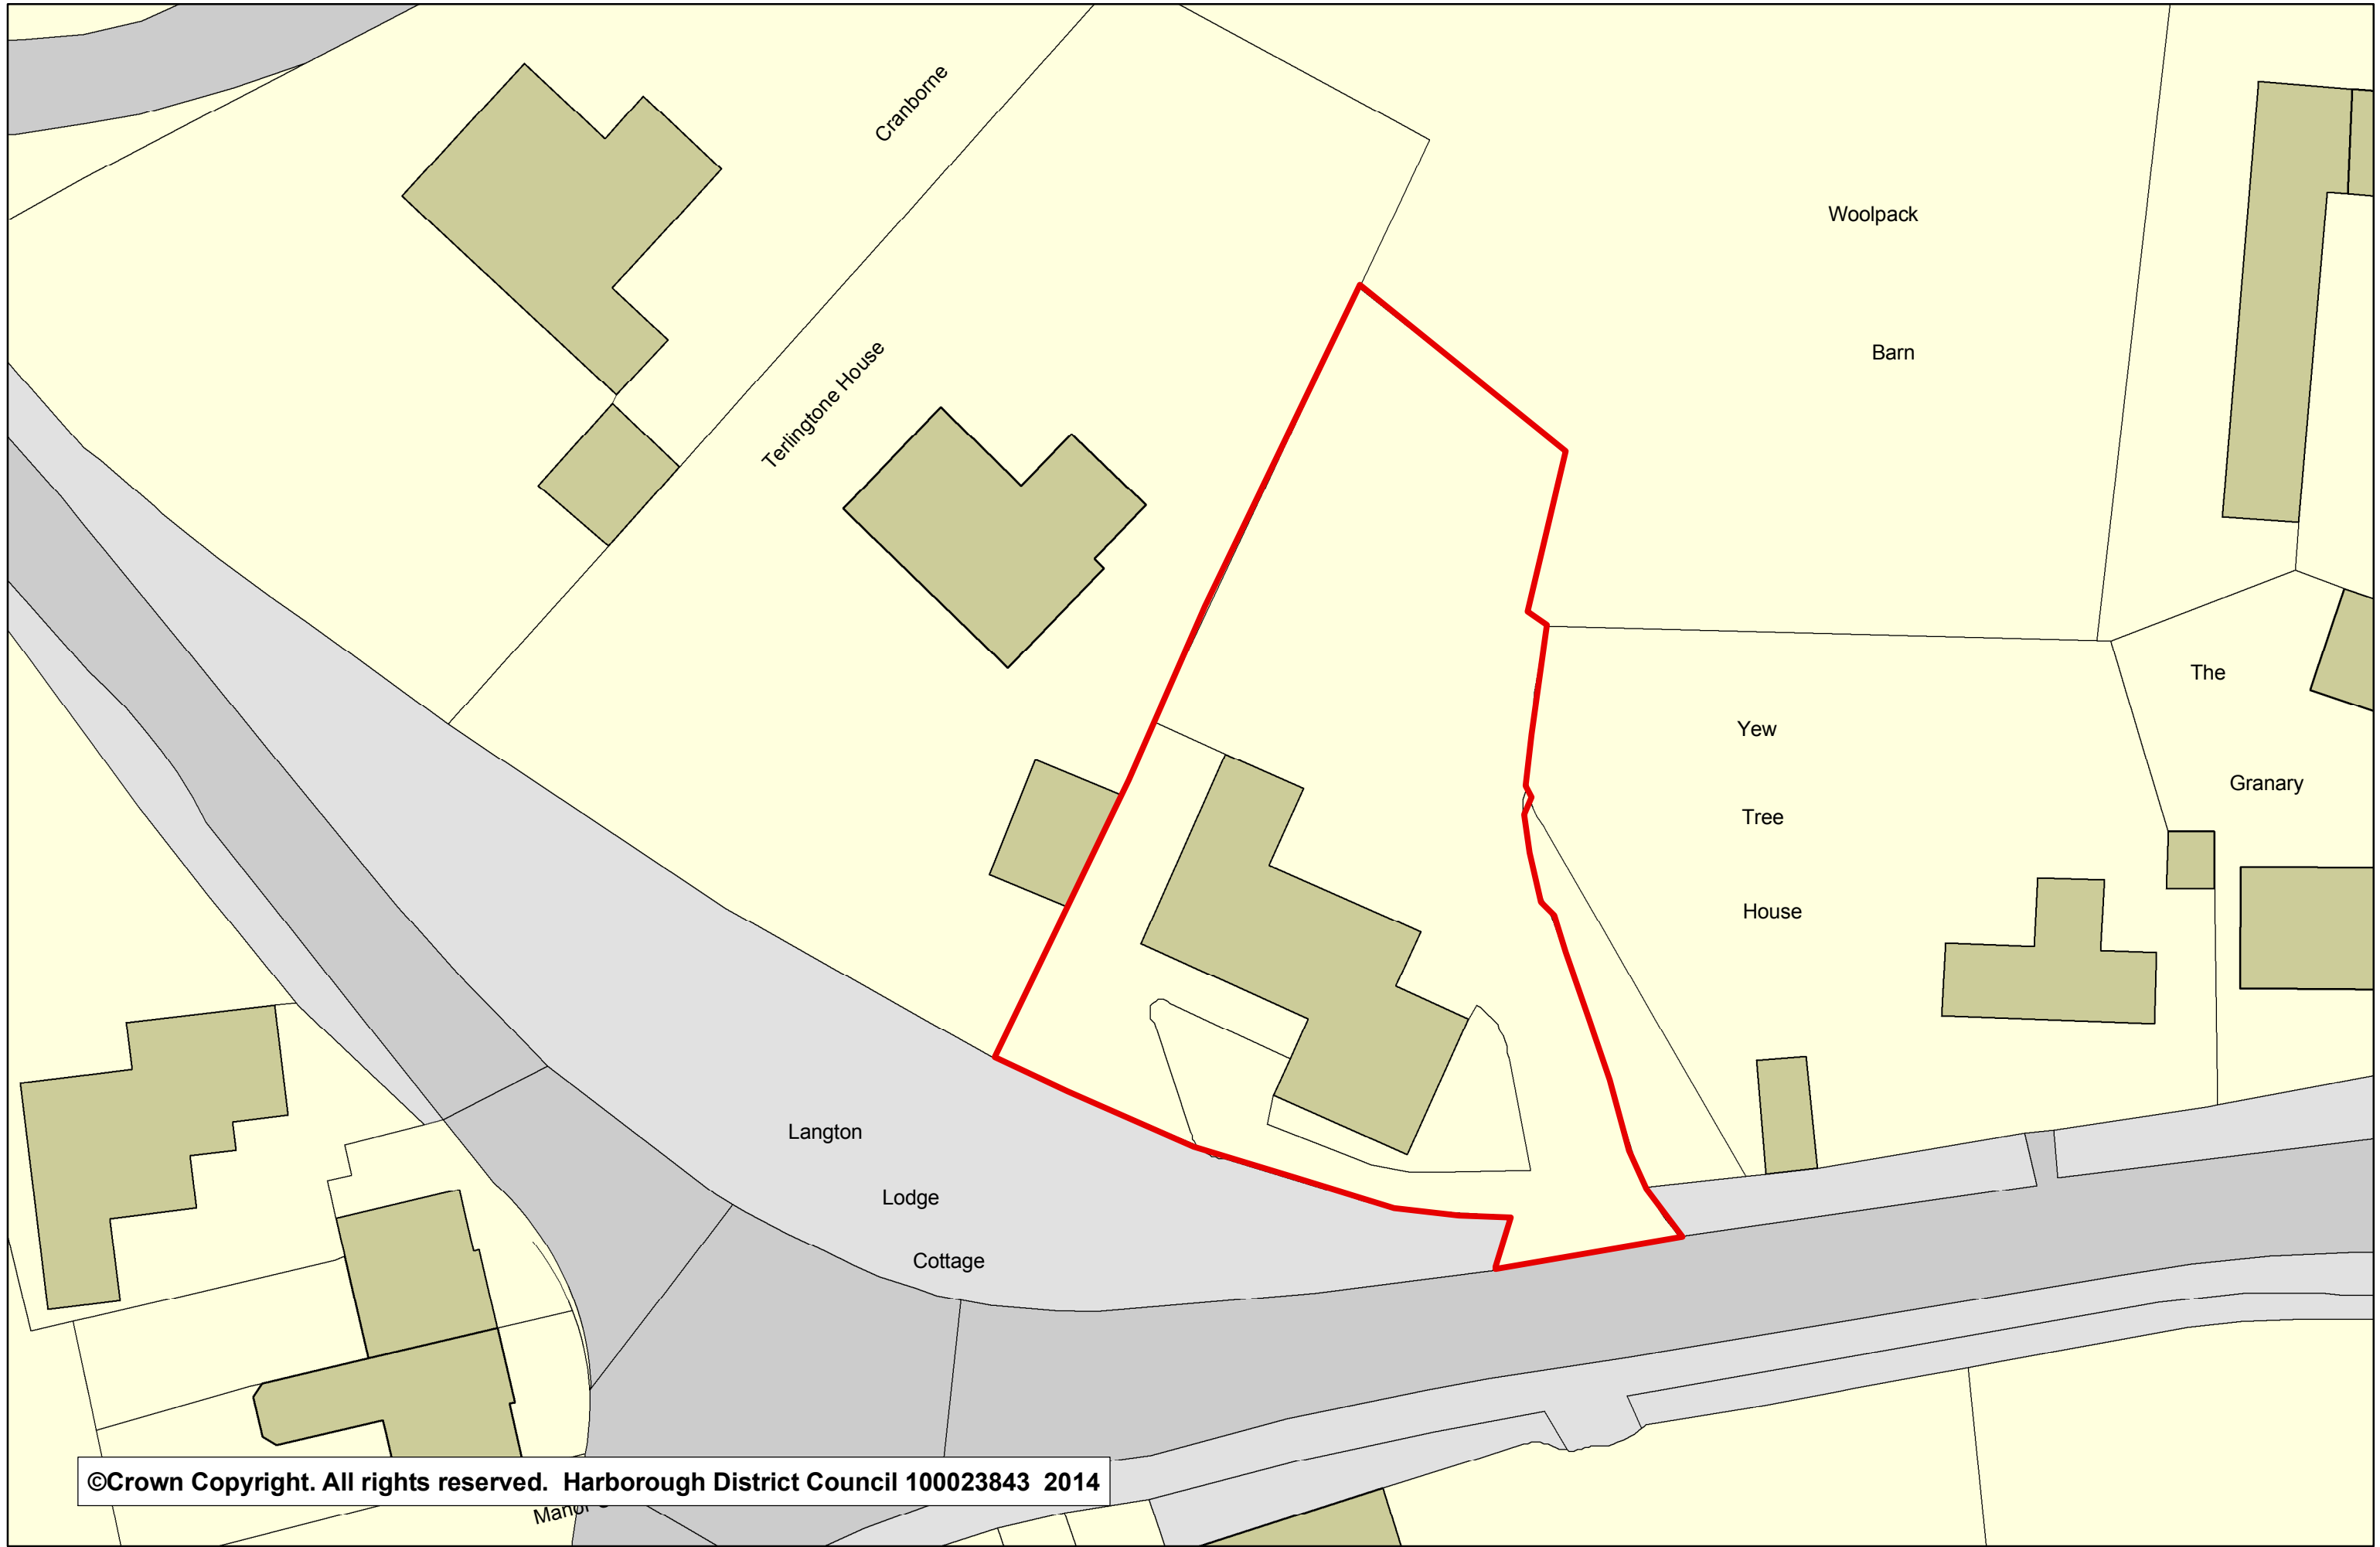 Cranborne
Woolpack
Barn
Terlingtone House
The
Yew
Granary
Tree
House
Langton
Lodge
Cottage
©Crown Copyright. All rights reserved. Harborough District Council 100023843 2014
Manor